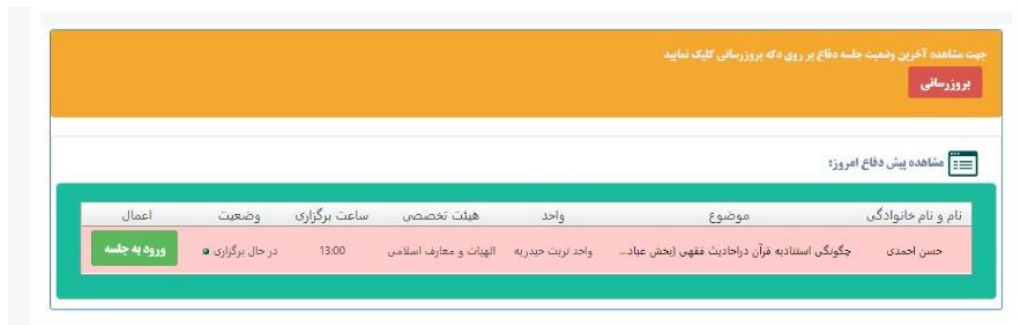 جهت مشاهده آخرین وضعیت جلسه دفاع بر روی دکه بروزرسانی کلیک نمایید
بروزرسانی
مشاهده پیش دفاع امروز:
نام و نام خانوادگی موضوع واحد هیئت تخصصی ساعت برگزاری وضعیت اعمال
حسن احمدی چگونگی استنادبه قرآن دراحادیث فقهی (بخش عباد... واحد تربت حیدریه الهیات و معارف اسلامی 13:00 در حال برگزاری ورود به جلسه